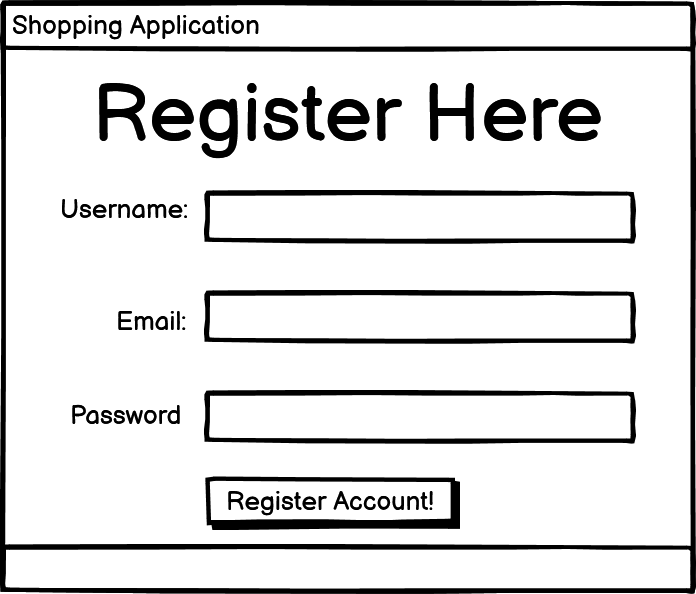 Shopping Application
Register Here
Username:
Email:
Password
Register Account!